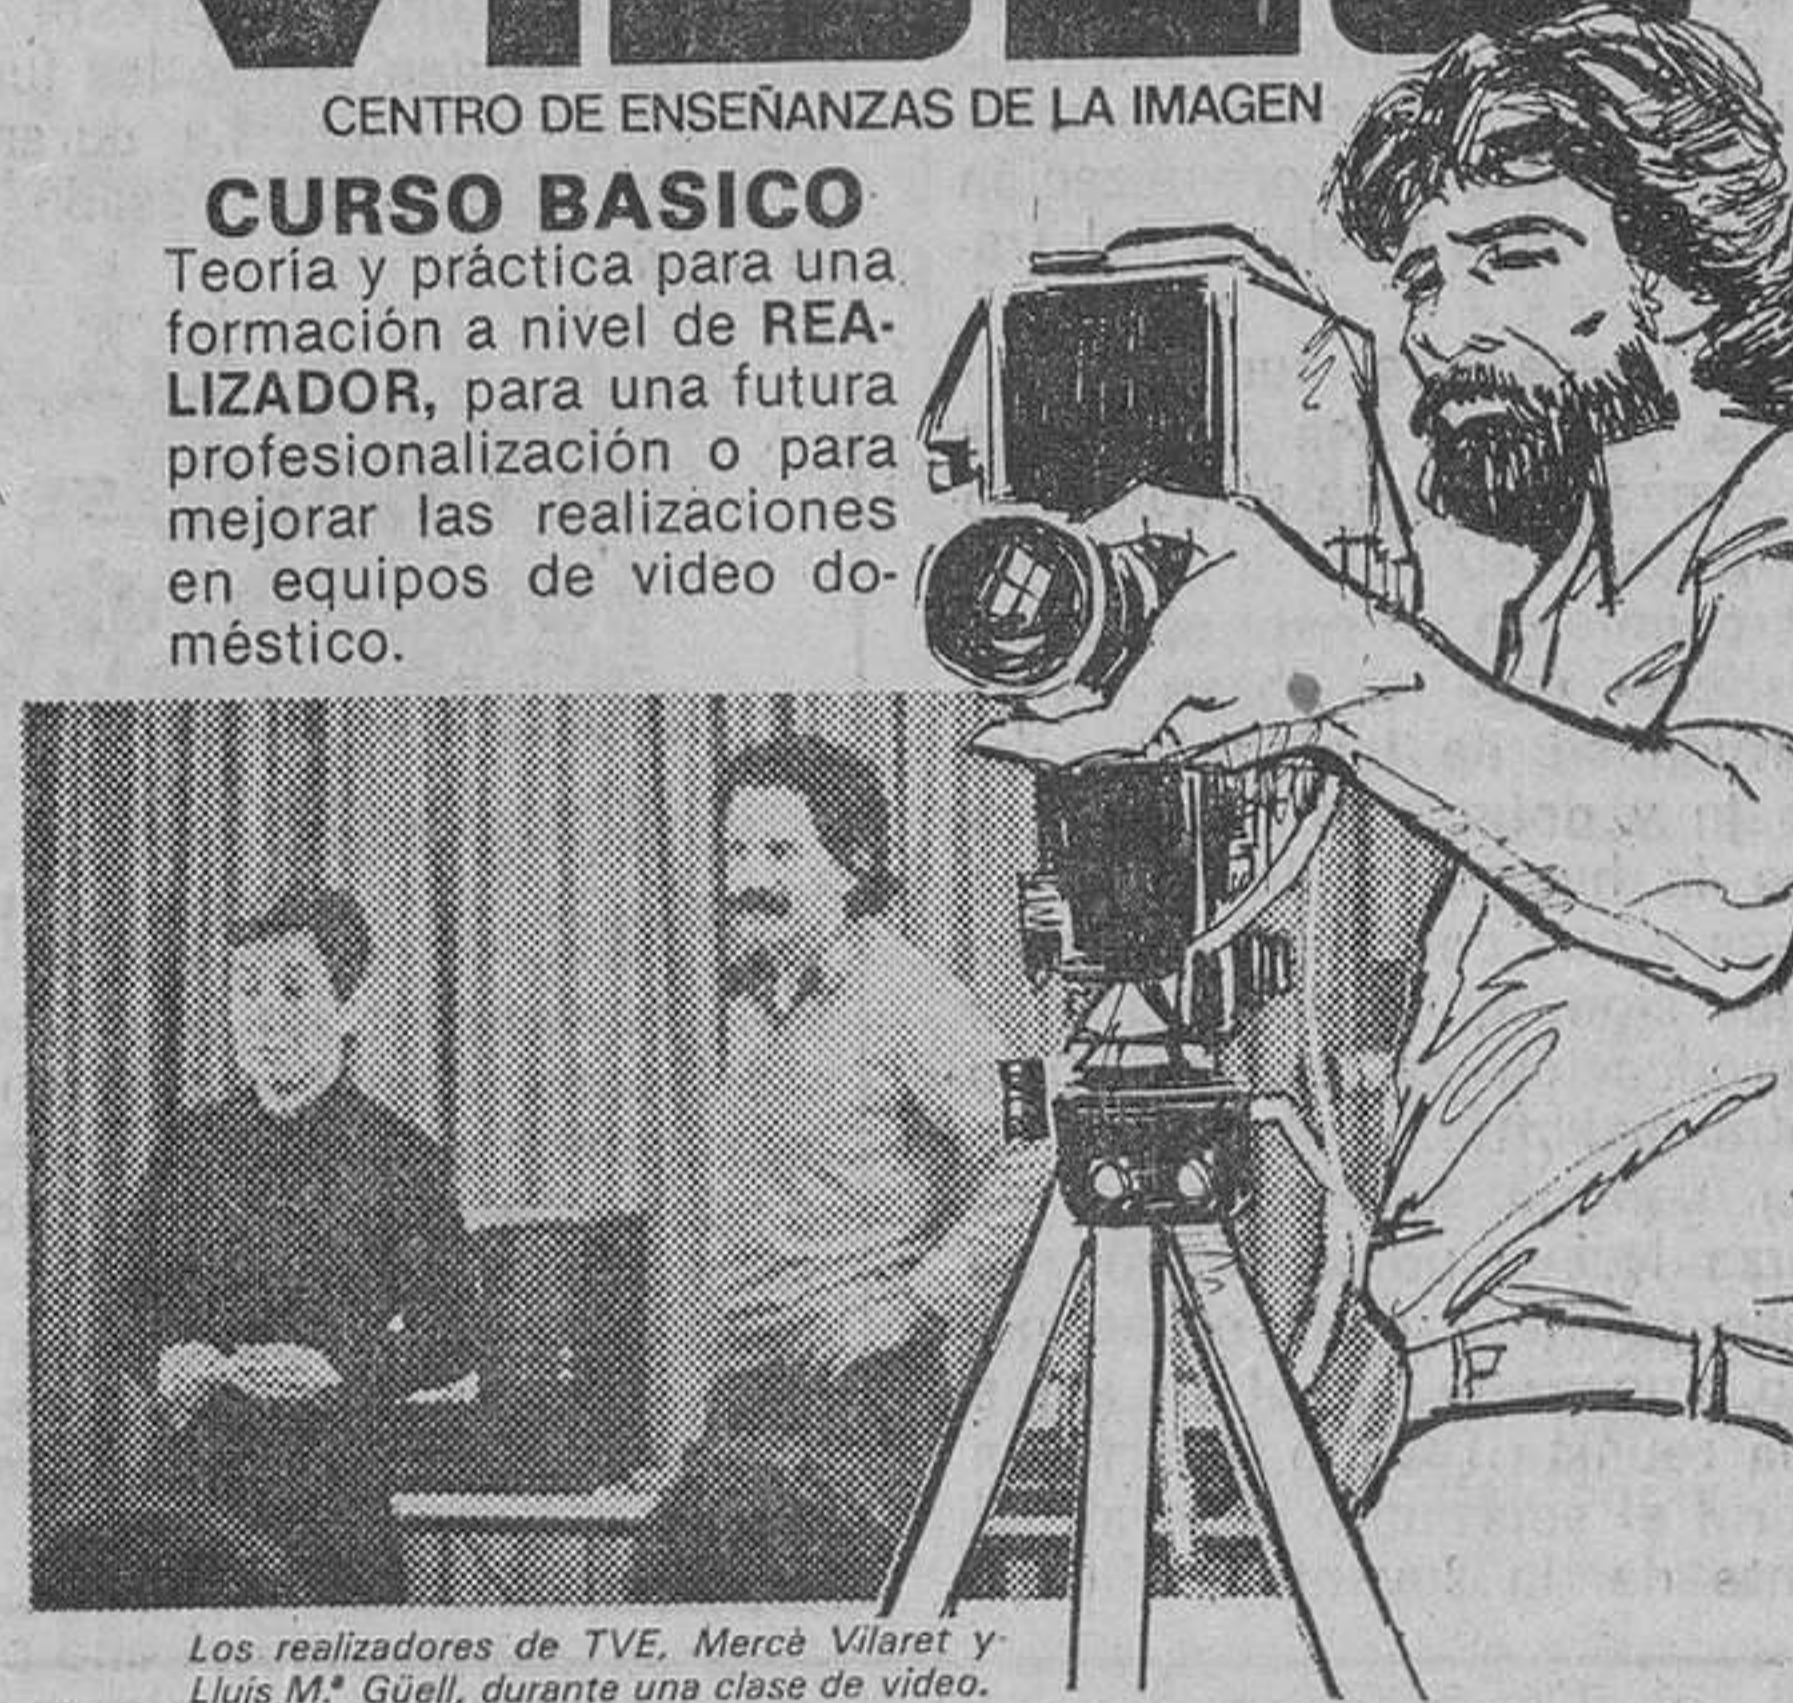 VIDEO
CENTRO DE ENSEÑANZAS DE LA IMAGEN
CURSO BASICO
Teoría y práctica para una
formación a nivel de REA-
LIZADOR, para una futura
profesionalización o para
mejorar las realizaciones
en equipos de video do-
méstico.
Los realizadores de TVE, Mercè Vilaret y
Lluis M.ª Güell, durante una clase de video.